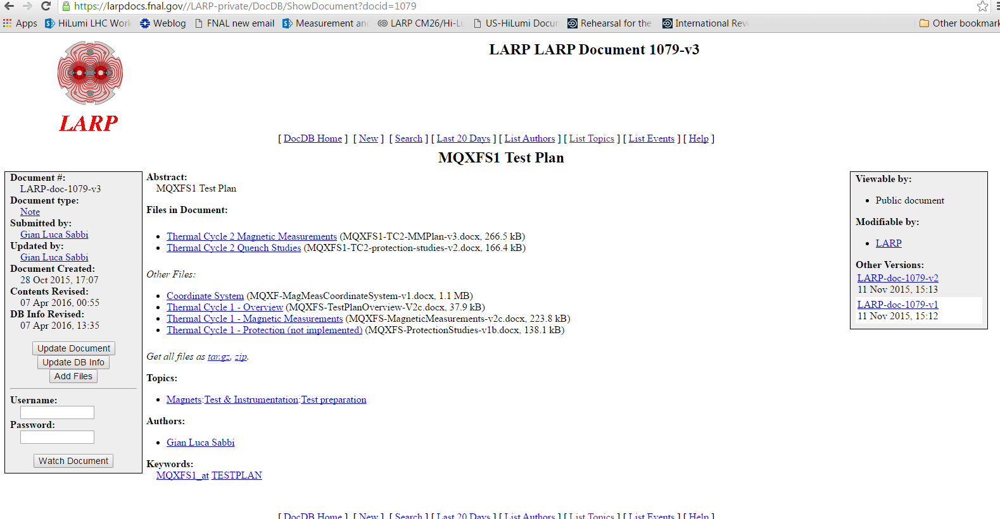 https://larpdocs.fnal.gov//LARP-private/DocDB/ShowDocument?docid=1079
Apps HiLumi LHC Work Weblog FNAL new email Measurement and LARP CM26/Hi-Lu US-HiLumi Docum Rehearsal for the International Revi Other bookmark
LARP LARP Document 1079-v3
LARP
[ DocDB Home ] [ New ] [ Search ] [ Last 20 Days ] [ List Authors ] [ List Topics ] [ List Events ] [ Help ]
MQXFS1 Test Plan
Document #:
LARP-doc-1079-v3
Document type:
Note
Submitted by:
Gian Luca Sabbi
Updated by:
Gian Luca Sabbi
Document Created:
28 Oct 2015, 17:07
Contents Revised:
07 Apr 2016, 00:55
DB Info Revised:
07 Apr 2016, 13:35
Update Document
Update DB Info
Add Files
Username:
Password:
Watch Document
Abstract:
MQXFS1 Test Plan
Files in Document:
• Thermal Cycle 2 Magnetic Measurements (MQXFS1-TC2-MMPlan-v3.docx, 266.5 kB)
• Thermal Cycle 2 Quench Studies (MQXFS1-TC2-protection-studies-v2.docx, 166.4 kB)
Other Files:
• Coordinate System (MQXF-MagMeasCoordinateSystem-v1.docx, 1.1 MB)
• Thermal Cycle 1 - Overview (MQXFS-TestPlanOverview-V2c.docx, 37.9 kB)
• Thermal Cycle 1 - Magnetic Measurements (MQXFS-MagneticMeasurements-v2c.docx, 223.8 kB)
• Thermal Cycle 1 - Protection (not implemented) (MQXFS-ProtectionStudies-v1b.docx, 138.1 kB)
Get all files as tar.gz, zip.
Topics:
• Magnets:Test & Instrumentation:Test preparation
Authors:
• Gian Luca Sabbi
Keywords:
MQXFS1_at TESTPLAN
Viewable by:
• Public document
Modifiable by:
• LARP
Other Versions:
LARP-doc-1079-v2
11 Nov 2015, 15:13
LARP-doc-1079-v1
11 Nov 2015, 15:12
[ DocDB Home ] [ New ] [ Search ] [ Last 20 Days ] [ List Authors ] [ List Topics ] [ List Events ] [ Help ]